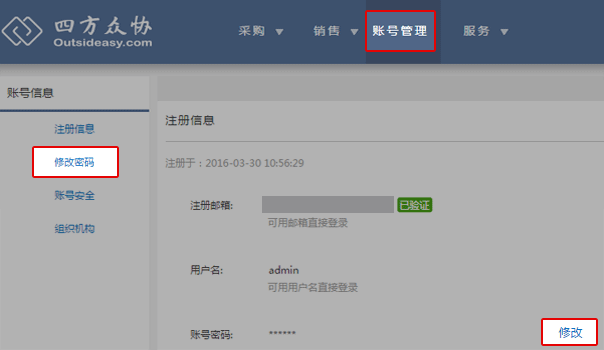 四方众协
Outsideasy.com
采购 销售 账号管理 服务
账号信息
注册信息
修改密码
账号安全
组织机构
注册信息
注册于：2016-03-30 10:56:29
注册邮箱: 已验证
可用邮箱直接登录
用户名: admin
可用用户名直接登录
账号密码: ****** 修改